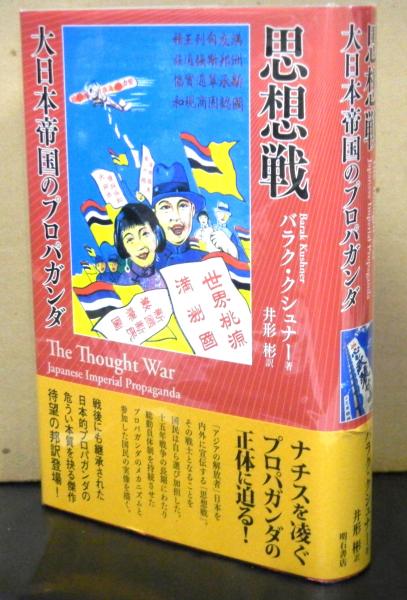 思想戦
大日本帝国のプロパガンダ
Barak Kushner
バラク・クシュナー著
井形 彬訳
世界桃源
満洲國
The Thought War
Japanese Imperial Propaganda
ナチスを凌ぐ
プロパガンダの
正体に迫る!
「アジアの解放者」日本を
内外に宣伝する「思想戦」。
その戦士となることを
国民は自ら選び加担した。
十五年戦争の長期にわたり
総動員体制を持続させた
プロパガンダのメカニズムと
参加した国民の実像を描く。
戦後にも継承された
日本的プロパガンダの
危うい本質を抉る傑作
待望の邦訳登場!
思想戦
大日本帝国のプロパガンダ
Japanese Imperial Propaganda
バラク・クシュナー著
井形 彬訳
明石書店